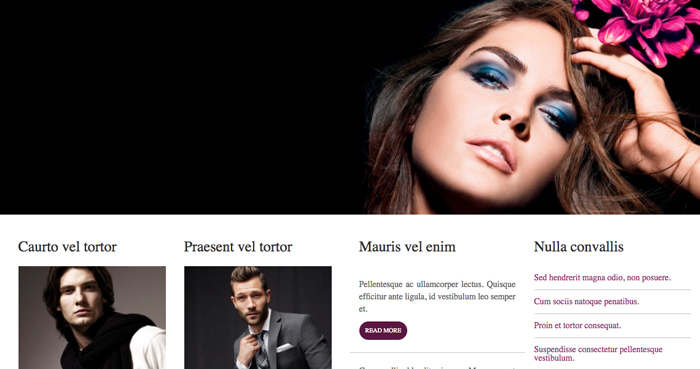 Caurto vel tortor
Praesent vel tortor
Mauris vel enim
Pellentesque ac ullamcorper lectus. Quisque
efficitur ante ligula, id vestibulum leo semper
et.
READ MORE
Nulla convallis
Sed hendrerit magna odio, non posuere.
Cum sociis natoque penatibus.
Proin et tortor consequat.
Suspendisse consectetur pellentesque
vestibulum.